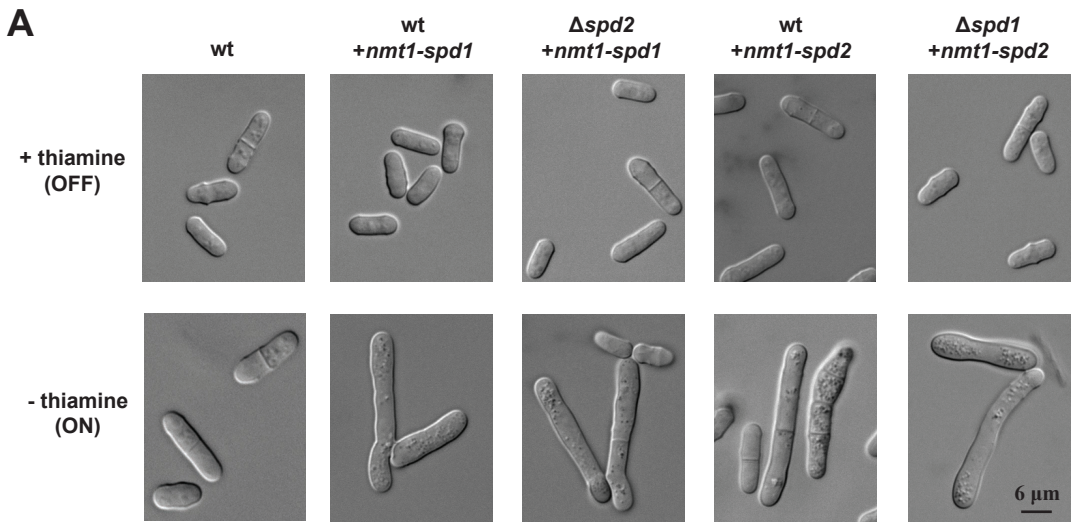 A
wt
wt
+nmt1-spd1
Δspd2
+nmt1-spd1
wt
+nmt1-spd2
Δspd1
+nmt1-spd2
+ thiamine
(OFF)
- thiamine
(ON)
6 μm